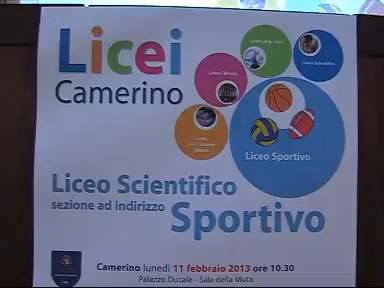 Licei
Camerino
Liceo Scientifico
Liceo Classico
Liceo Sportivo
Liceo Scientifico
sezione ad indirizzo
Sportivo
Camerino lunedì 11 febbraio 2013 ore 10.30
Palazzo Ducale - Sala della Muta